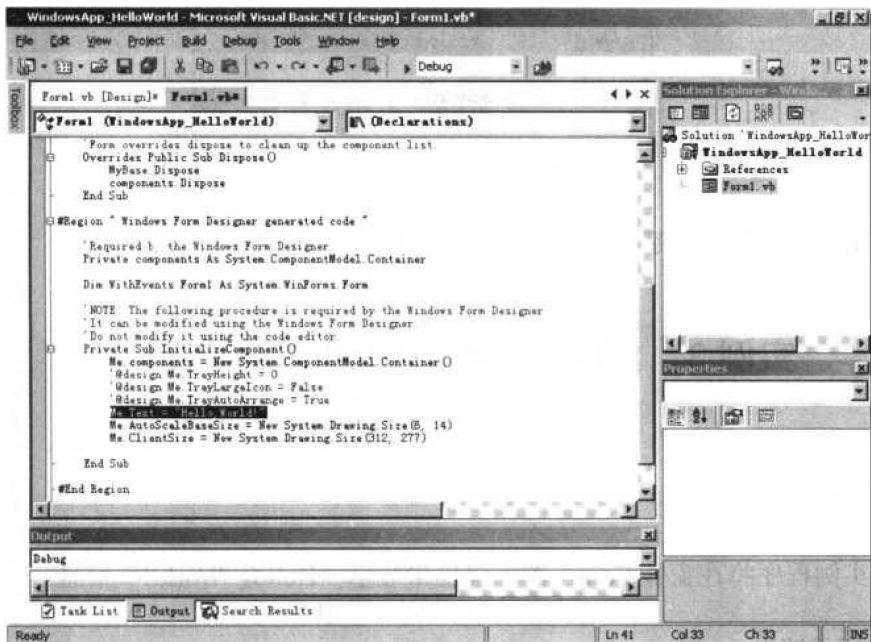 WindowsApp_HelloWorld - Microsoft Visual Basic.NET [design] - Form1.vb*
File Edit View Project Build Debug Tools Window Help
Debug
Toolbox
Form1.vb [Design]* Form1.vb*
Form1 (WindowsApp_HelloWorld)
(Declarations)
'Form overrides dispose to clean up the component list.
Overrides Public Sub Dispose()
MyBase.Dispose
components.Dispose
End Sub
#Region " Windows Form Designer generated code "
'Required b the Windows Form Designer
Private components As System.ComponentModel.Container
Dim WithEvents Form1 As System.WinForms.Form
'NOTE: The following procedure is required by the Windows Form Designer
'It can be modified using the Windows Form Designer.
'Do not modify it using the code editor.
Private Sub InitializeComponent()
Me.components = New System.ComponentModel.Container()
'@design Me.TrayHeight = 0
'@design Me.TrayLargeIcon = False
'@design Me.TrayAutoArrange = True
Me.Text = "Hello World!"
Me.AutoScaleBaseSize = New System.Drawing.Size(6, 14)
Me.ClientSize = New System.Drawing.Size(312, 277)
End Sub
#End Region
Solution Explorer - Windo...
Solution 'WindowsApp_HelloWor
WindowsApp_HelloWorld
References
Form1.vb
Properties
Output
Debug
Task List Output Search Results
Ready
Ln 41 Col 33 Ch 33 INS